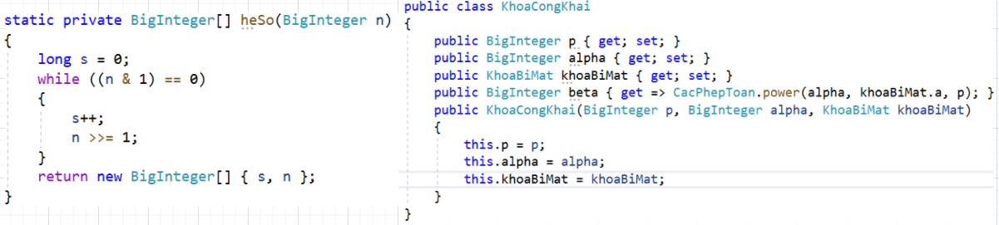 static private BigInteger[] heSo(BigInteger n)
{
    long s = 0;
    while ((n & 1) == 0)
    {
        s++;
        n >>= 1;
    }
    return new BigInteger[] { s, n };
}
public class KhoaCongKhai
{
    public BigInteger p { get; set; }
    public BigInteger alpha { get; set; }
    public KhoaBiMat khoaBiMat { get; set; }
    public BigInteger beta { get => CacPhepToan.power(alpha, khoaBiMat.a, p); }
    public KhoaCongKhai(BigInteger p, BigInteger alpha, KhoaBiMat khoaBiMat)
    {
        this.p = p;
        this.alpha = alpha;
        this.khoaBiMat = khoaBiMat;
    }
}